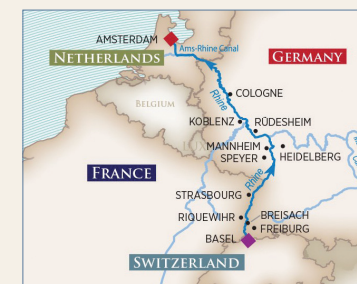 AMSTERDAM
Ams-Rhine Canal
NETHERLANDS
GERMANY
BELGIUM
Rhine
COLOGNE
KOBLENZ
RÜDESHEIM
LUX
MANNHEIM
SPEYER
HEIDELBERG
FRANCE
Rhine
STRASBOURG
RIQUEWIHR
BREISACH
FREIBURG
BASEL
SWITZERLAND